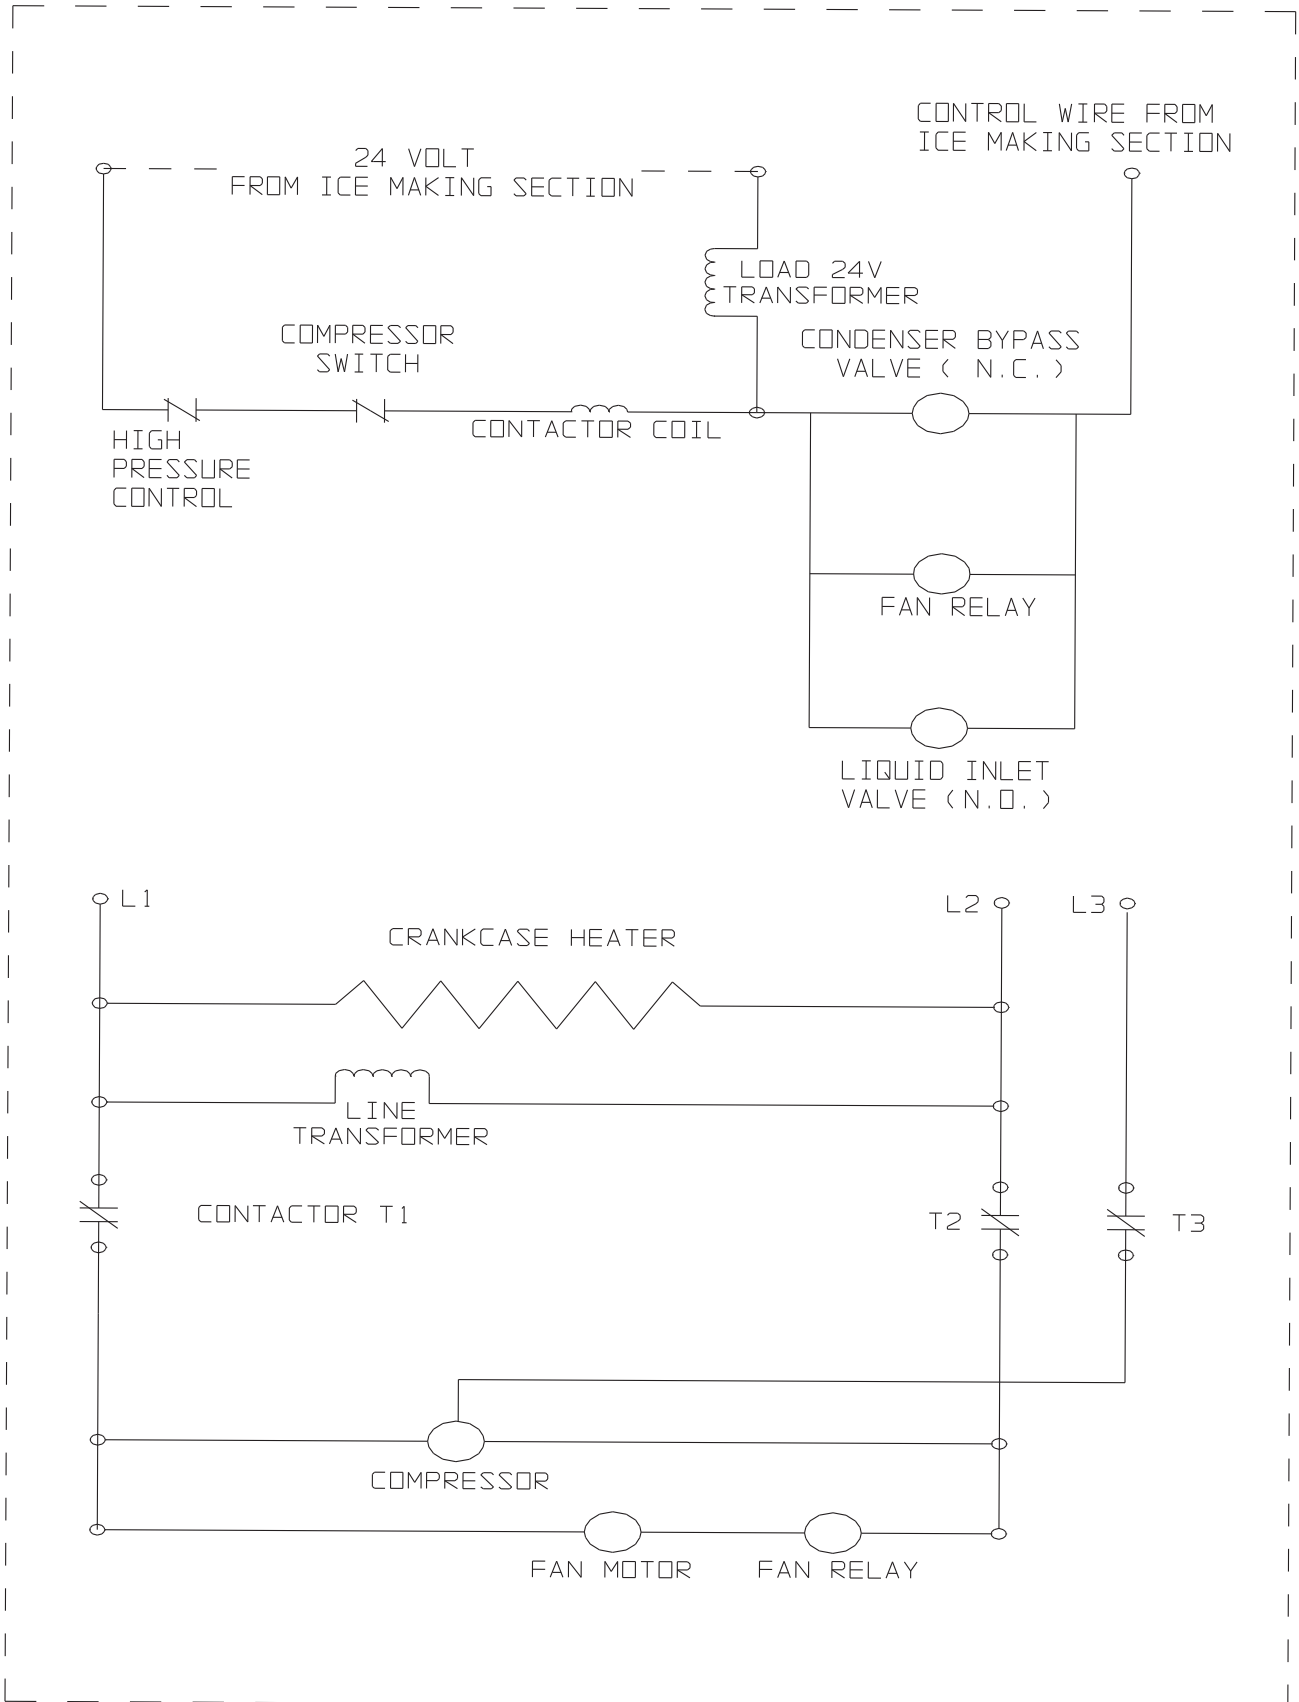 CONTROL WIRE FROM
ICE MAKING SECTION
24 VOLT
FROM ICE MAKING SECTION
LOAD 24V
TRANSFORMER
COMPRESSOR
SWITCH
CONDENSER BYPASS
VALVE ( N.C. )
CONTACTOR COIL
HIGH
PRESSURE
CONTROL
FAN RELAY
LIQUID INLET
VALVE (N.O. )
L1
L2
L3
CRANKCASE HEATER
LINE
TRANSFORMER
CONTACTOR T1
T2
T3
COMPRESSOR
FAN MOTOR
FAN RELAY